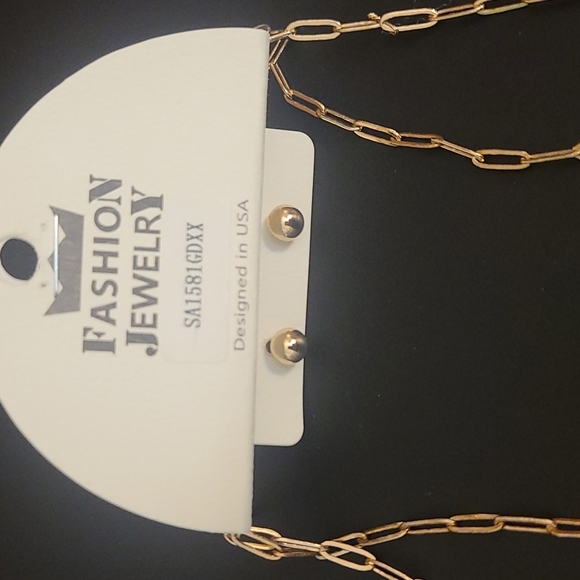 FASHION
JEWELRY
SA1581GDXX
Designed in USA